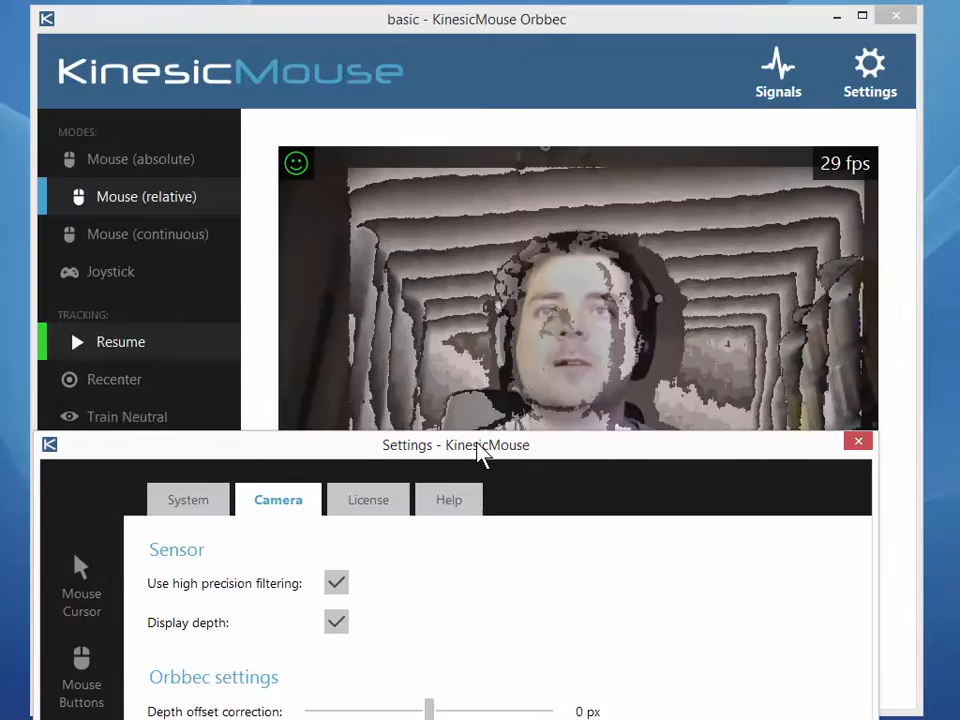 basic - KinesicMouse Orbbec
KinesicMouse
Signals
Settings
MODES:
Mouse (absolute)
Mouse (relative)
Mouse (continuous)
Joystick
TRACKING:
Resume
Recenter
Train Neutral
29 fps
Settings - KinesicMouse
System
Camera
License
Help
Mouse
Cursor
Mouse
Buttons
Sensor
Use high precision filtering:
Display depth:
Orbbec settings
Depth offset correction:
0 px